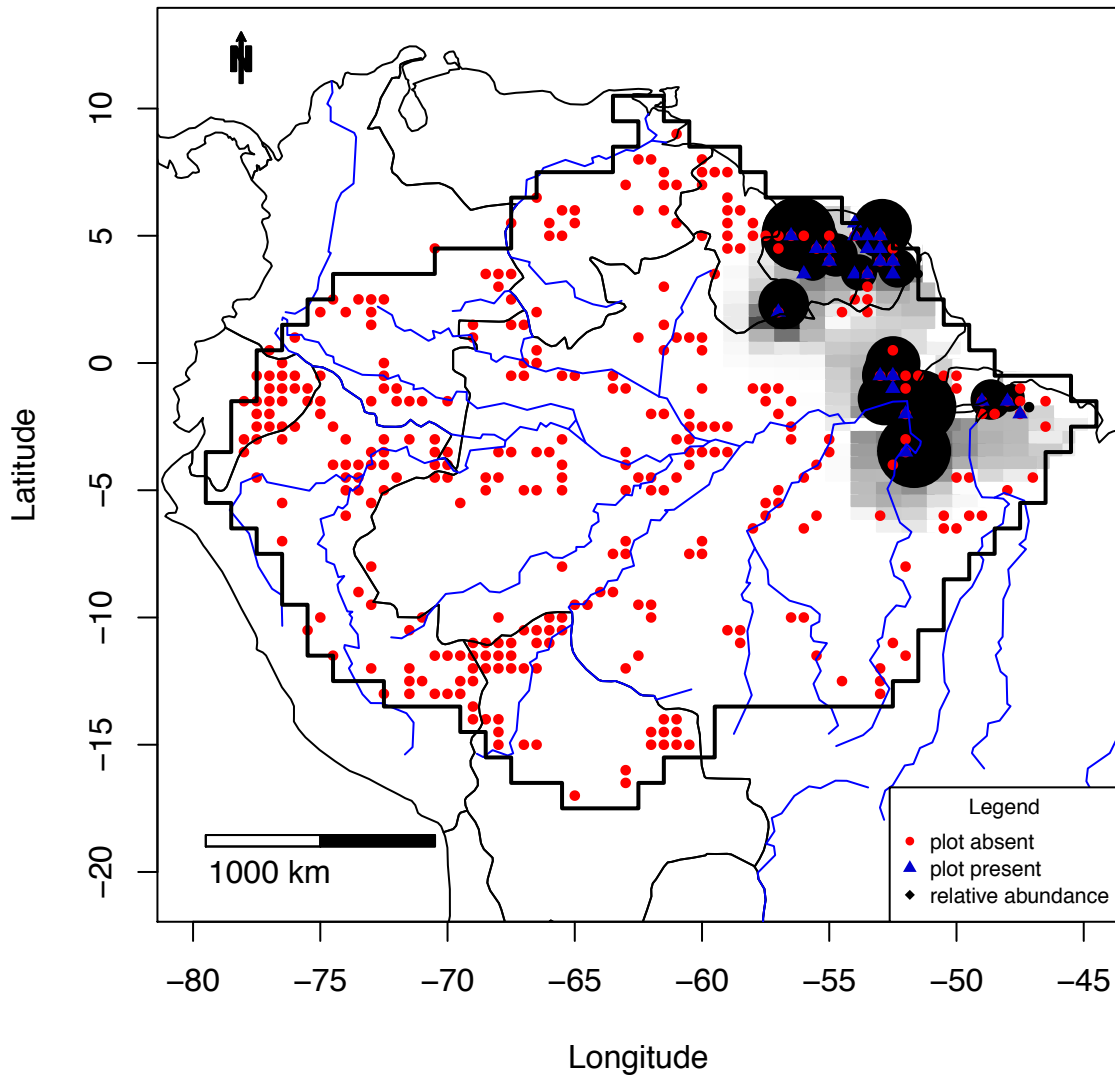 N
10
5
0
−5
−10
−15
−20
Latitude
1000 km
Legend
plot absent
plot present
relative abundance
−80 −75 −70 −65 −60 −55 −50 −45
Longitude